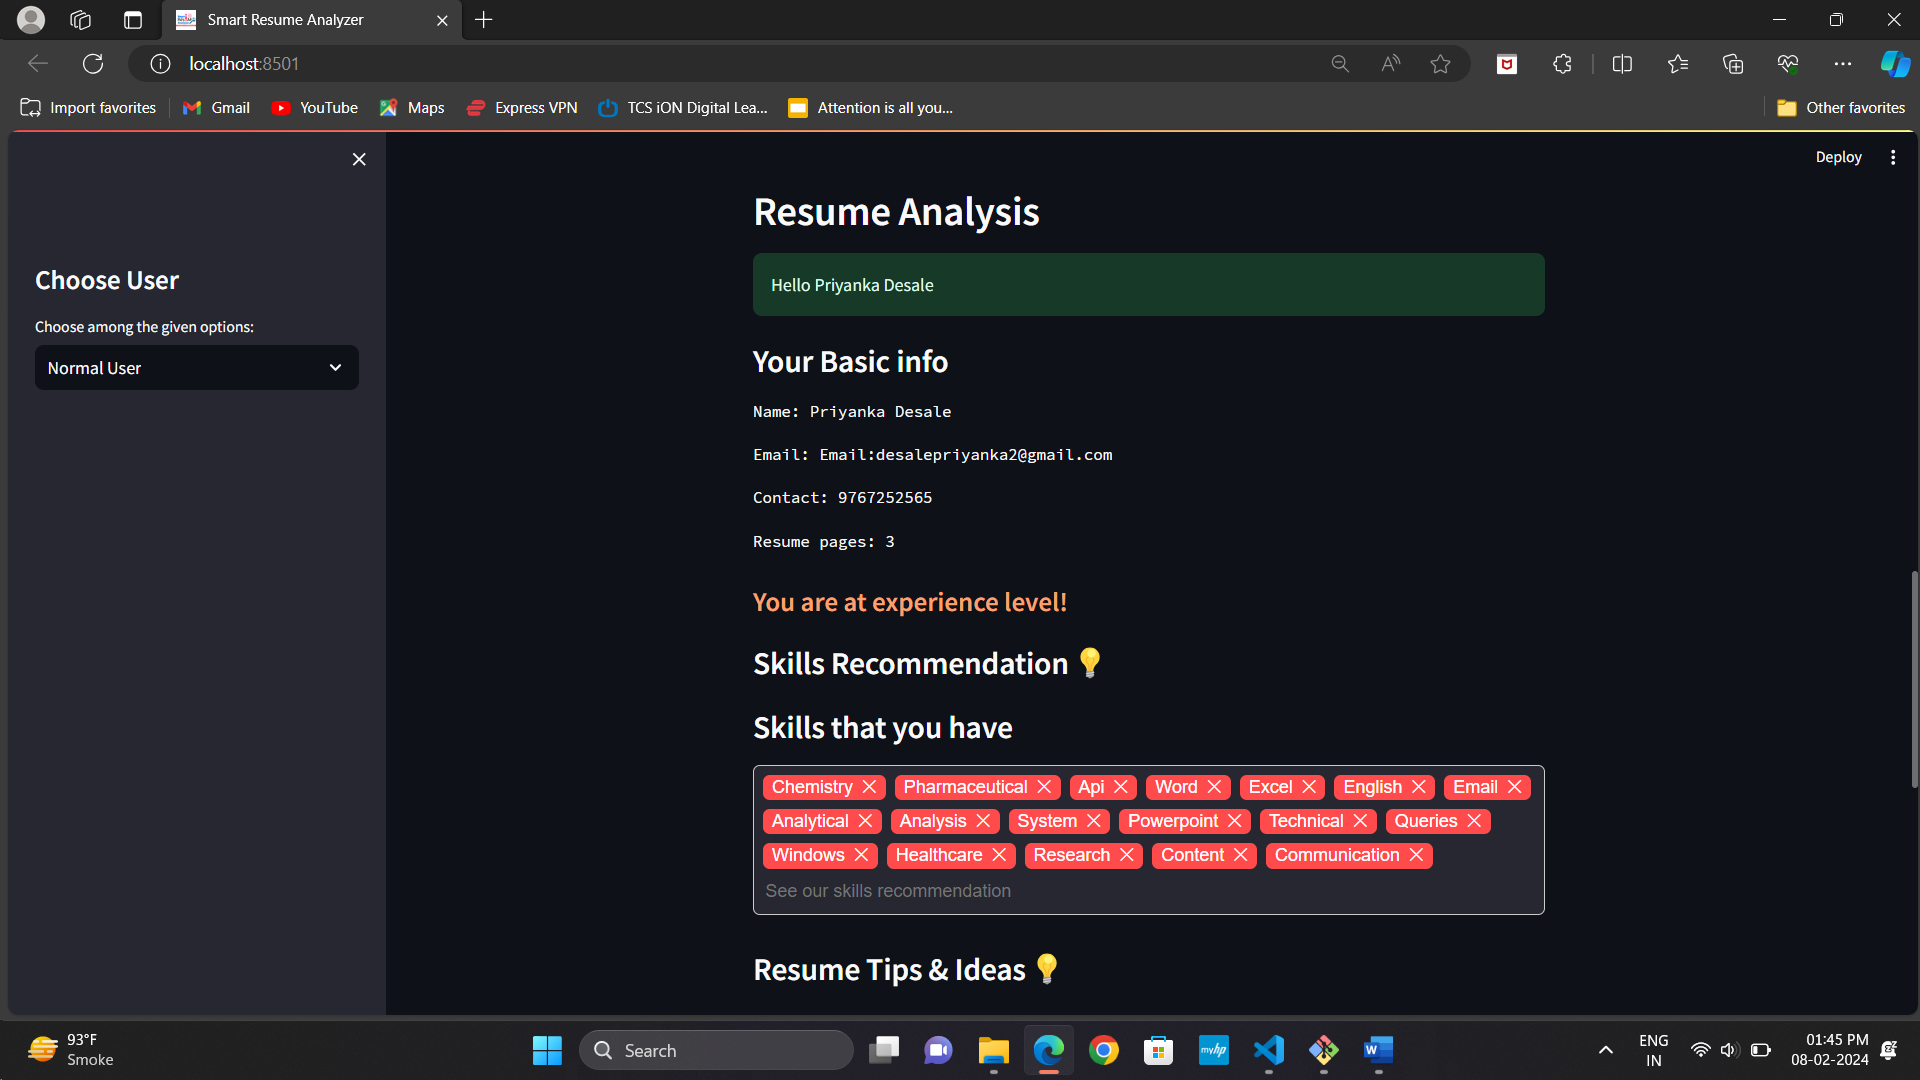 Smart Resume Analyzer
localhost:8501
Import favorites
Gmail
YouTube
Maps
Express VPN
TCS iON Digital Lea...
Attention is all you...
Other favorites
Deploy
Choose User
Choose among the given options:
Normal User
Resume Analysis
Hello Priyanka Desale
Your Basic info
Name: Priyanka Desale
Email: Email:desalepriyanka2@gmail.com
Contact: 9767252565
Resume pages: 3
You are at experience level!
Skills Recommendation 💡
Skills that you have
Chemistry Pharmaceutical Api Word Excel English Email
Analytical Analysis System Powerpoint Technical Queries
Windows Healthcare Research Content Communication
See our skills recommendation
Resume Tips & Ideas 💡
93°F
Smoke
Search
myhp
ENG
IN
01:45 PM
08-02-2024